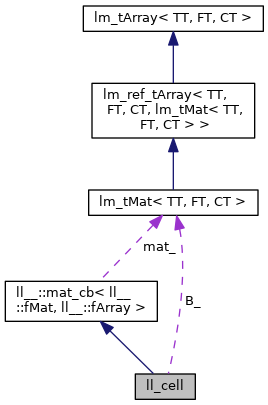 lm_tArray< TT, FT, CT >
lm_ref_tArray< TT,
FT, CT, lm_tMat< TT,
FT, CT > >
lm_tMat< TT, FT, CT >
mat_
B_
ll__::mat_cb< ll__
::fMat, ll__::fArray >
ll_cell